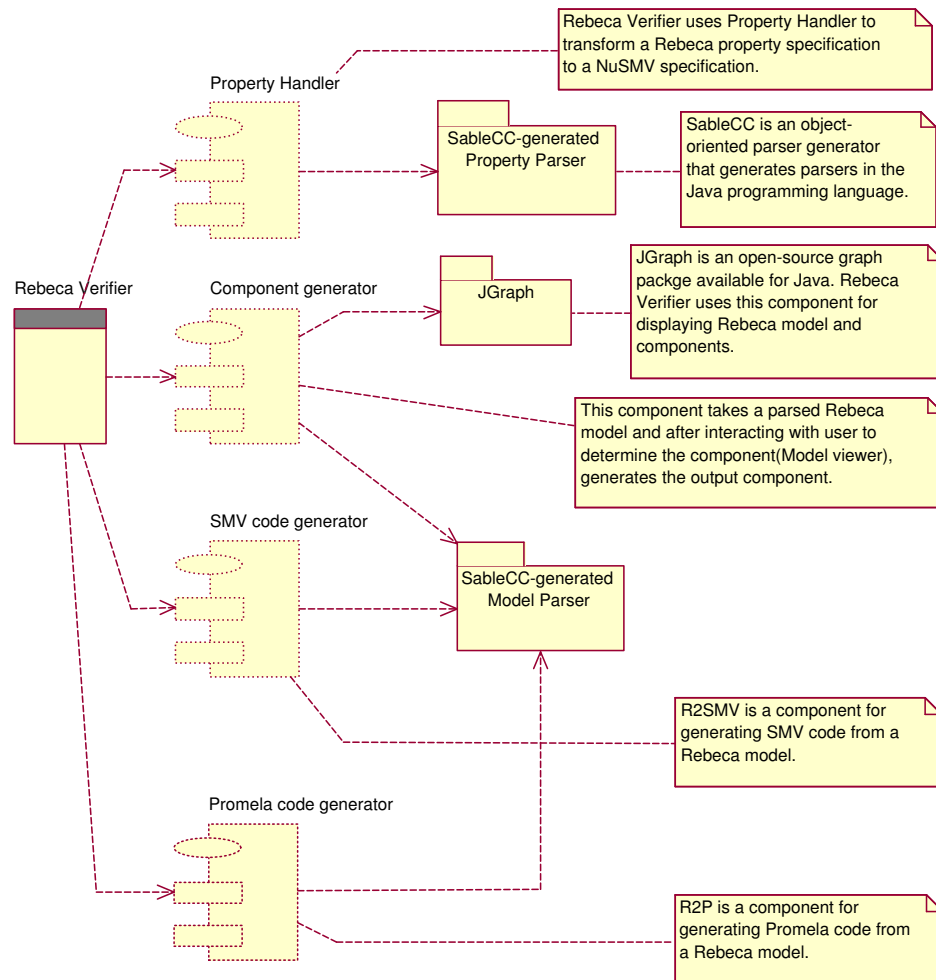 Rebeca Verifier uses Property Handler to
transform a Rebeca property specification
to a NuSMV specification.
Property Handler
SableCC-generated
Property Parser
SableCC is an object-
oriented parser generator
that generates parsers in the
Java programming language.
Rebeca Verifier
Component generator
JGraph
JGraph is an open-source graph
packge available for Java. Rebeca
Verifier uses this component for
displaying Rebeca model and
components.
This component takes a parsed Rebeca
model and after interacting with user to
determine the component(Model viewer),
generates the output component.
SMV code generator
SableCC-generated
Model Parser
R2SMV is a component for
generating SMV code from a
Rebeca model.
Promela code generator
R2P is a component for
generating Promela code from
a Rebeca model.